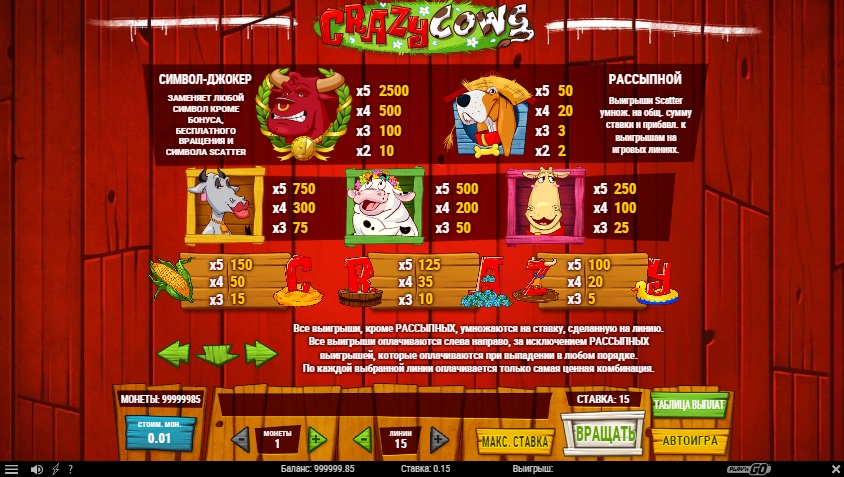 CRAZY COWS
СИМВОЛ-ДЖОКЕР
ЗАМЕНЯЕТ ЛЮБОЙ
СИМВОЛ КРОМЕ
БОНУСА,
БЕСПЛАТНОГО
ВРАЩЕНИЯ И
СИМВОЛА SCATTER
1
x5 2500
x4 500
x3 100
x2 10
x5 50
x4 20
x3 3
x2 2
РАССЫПНОЙ
Выигрыши Scatter
умнож. на общ. сумму
ставки и прибавл. к
выигрышам на
игровых линиях.
x5 750
x4 300
x3 75
x5 500
x4 200
x3 50
x5 250
x4 100
x3 25
x5 150
x4 50
x3 15
C
R
x5 125
x4 35
x3 10
A
Z
x5 100
x4 20
x3 5
Y
Все выигрыши, кроме РАССЫПНЫХ, умножаются на ставку, сделанную на линию.
Все выигрыши оплачиваются слева направо, за исключением РАССЫПНЫХ
выигрышей, которые оплачиваются при выпадении в любом порядке.
По каждой выбранной линии оплачивается только самая ценная комбинация.
МОНЕТЫ: 99999985
СТАВКА: 15
ТАБЛИЦА ВЫПЛАТ
СТОИМ. МОН.
0.01
МОНЕТЫ
1
ЛИНИИ
15
МАКС. СТАВКА
ВРАЩАТЬ
АВТОИГРА
? Баланс: 999999.85 Ставка: 0.15 Выигрыш: PLAY'N GO